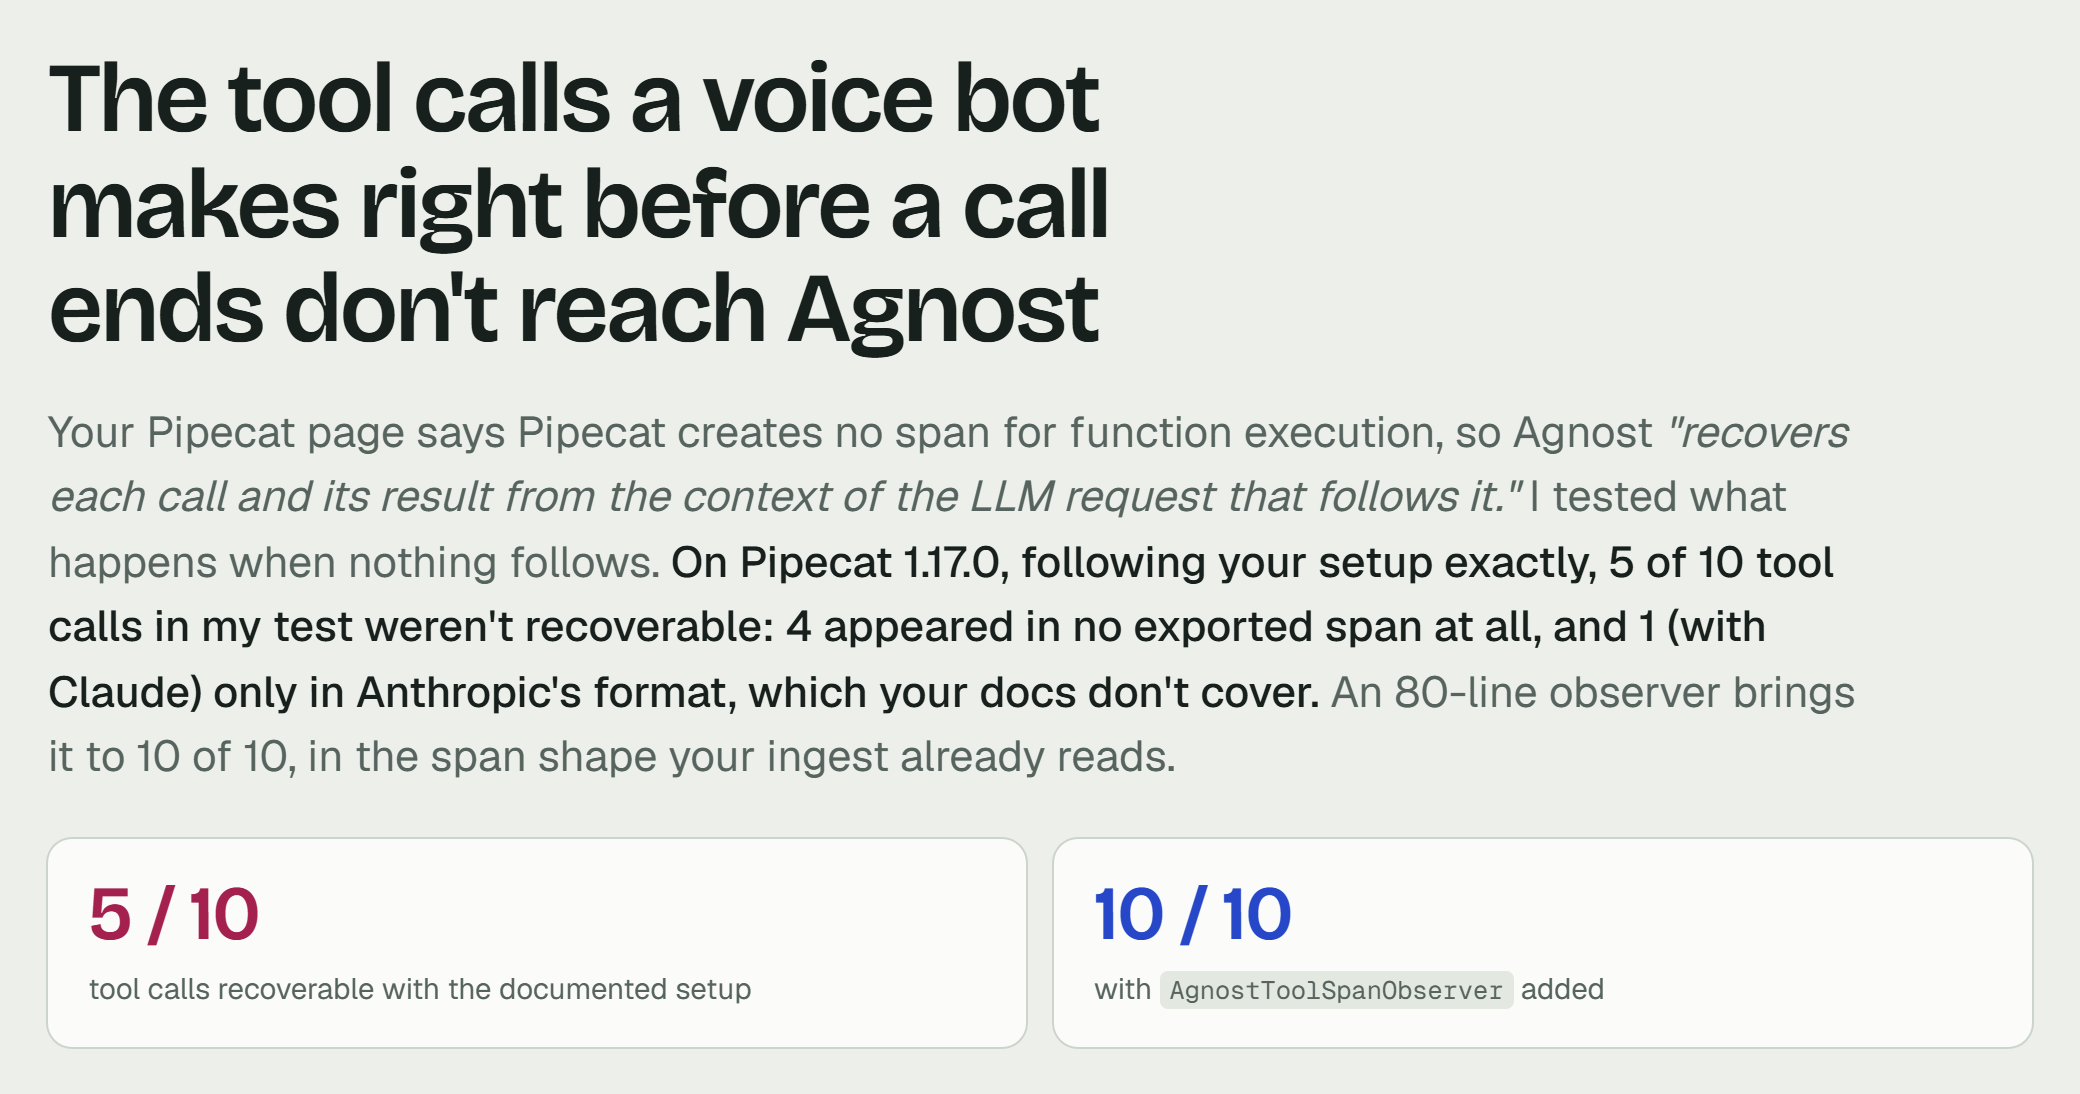 The tool calls a voice bot
makes right before a call
ends don't reach Agnost
Your Pipecat page says Pipecat creates no span for function execution, so Agnost "recovers
each call and its result from the context of the LLM request that follows it." I tested what
happens when nothing follows. On Pipecat 1.17.0, following your setup exactly, 5 of 10 tool
calls in my test weren't recoverable: 4 appeared in no exported span at all, and 1 (with
Claude) only in Anthropic's format, which your docs don't cover. An 80-line observer brings
it to 10 of 10, in the span shape your ingest already reads.
5 / 10
tool calls recoverable with the documented setup
10 / 10
with AgnostToolSpanObserver added